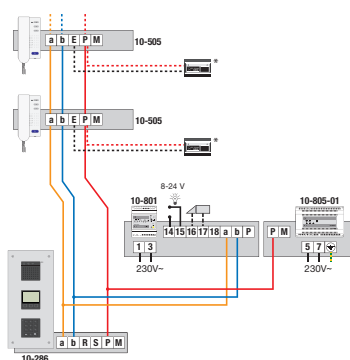 a b E P M 10-505
*
a b E P M 10-505
*
8-24 V
10-801 10-805-01
14 15 16 17 18 a b P P M
1 3 5 7
230V~ 230V~
a b R S P M
10-286